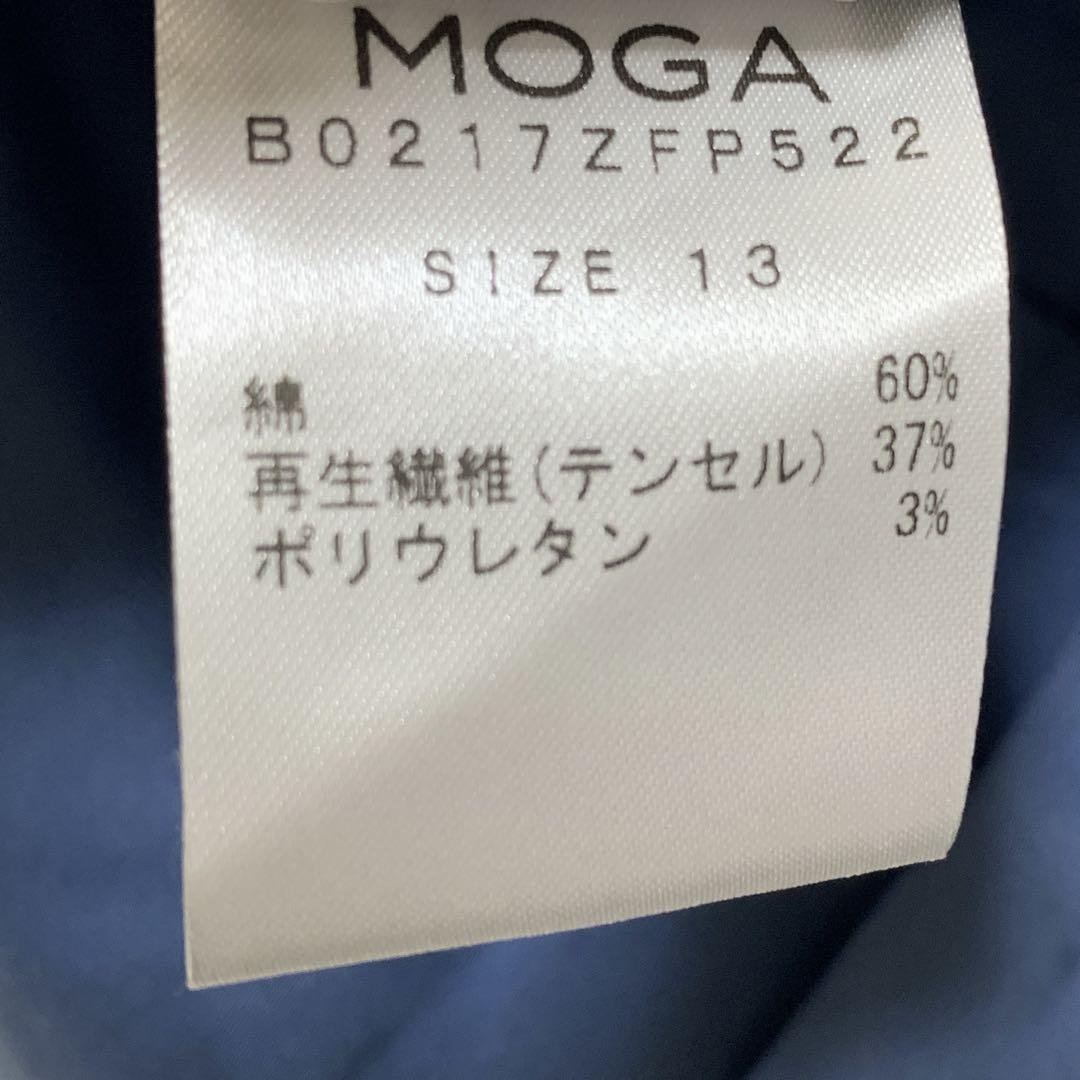 MOGA
B0217ZFP522
SIZE 13
綿 60%
再生繊維(テンセル) 37%
ポリウレタン 3%